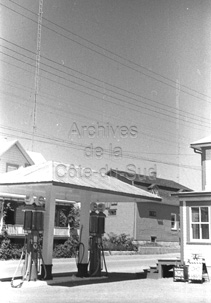 Archives
de la
Côte-du-Sud